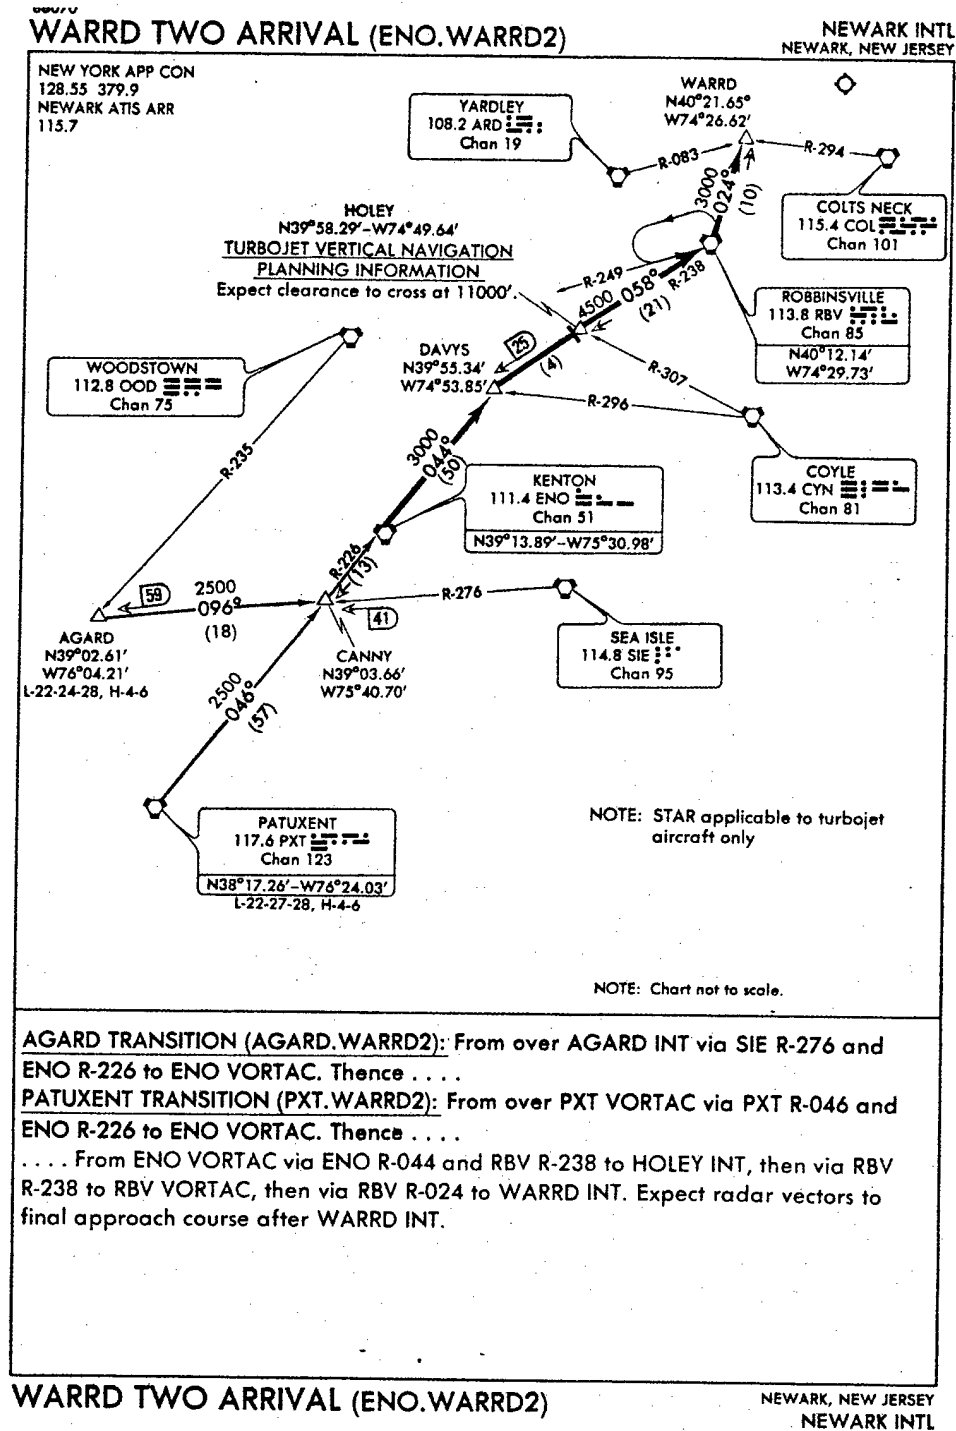 WARRD TWO ARRIVAL (ENO.WARRD2)
NEWARK INTL
NEWARK, NEW JERSEY
NEW YORK APP CON
128.55 379.9
NEWARK ATIS ARR
115.7
WARRD
N40°21.65'
W74°26.62'
YARDLEY
108.2 ARD
Chan 19
R-083
R-294
3000
024°
(10)
COLTS NECK
115.4 COL
Chan 101
HOLEY
N39°58.29'-W74°49.64'
TURBOJET VERTICAL NAVIGATION
PLANNING INFORMATION
Expect clearance to cross at 11000'.
R-249
4500
058°
R-238
(21)
ROBBINSVILLE
113.8 RBV
Chan 85
N40°12.14'
W74°29.73'
WOODSTOWN
112.8 OOD
Chan 75
DAVYS
N39°55.34'
W74°53.85'
25
(4)
R-307
R-296
R-235
3000
044°
(50)
KENTON
111.4 ENO
Chan 51
N39°13.89'-W75°30.98'
COYLE
113.4 CYN
Chan 81
R-226
(13)
59
2500
096°
(18)
R-276
41
AGARD
N39°02.61'
W76°04.21'
L-22-24-28, H-4-6
CANNY
N39°03.66'
W75°40.70'
SEA ISLE
114.8 SIE
Chan 95
2500
046°
(57)
PATUXENT
117.6 PXT
Chan 123
N38°17.26'-W76°24.03'
L-22-27-28, H-4-6
NOTE: STAR applicable to turbojet
aircraft only
NOTE: Chart not to scale.
AGARD TRANSITION (AGARD.WARRD2): From over AGARD INT via SIE R-276 and
ENO R-226 to ENO VORTAC. Thence . . . .
PATUXENT TRANSITION (PXT.WARRD2): From over PXT VORTAC via PXT R-046 and
ENO R-226 to ENO VORTAC. Thence . . . .
. . . . From ENO VORTAC via ENO R-044 and RBV R-238 to HOLEY INT, then via RBV
R-238 to RBV VORTAC, then via RBV R-024 to WARRD INT. Expect radar vectors to
final approach course after WARRD INT.
WARRD TWO ARRIVAL (ENO.WARRD2)
NEWARK, NEW JERSEY
NEWARK INTL